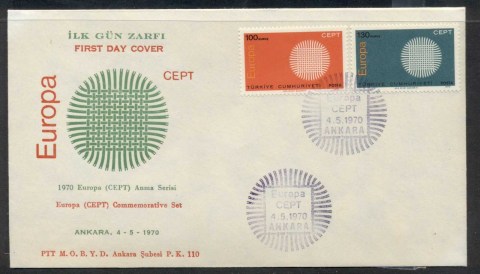 İLK GÜN ZARFI
FIRST DAY COVER
Europa
CEPT
1970 Europa (CEPT) Anma Serisi
Europa (CEPT) Commemorative Set
ANKARA, 4 - 5 - 1970
PTT M. O. B. Y. D. Ankara Şubesi P. K. 110
100
Europa
CEPT
TÜRKİYE CUMHURİYETİ
130
Europa
CEPT
TÜRKİYE CUMHURİYETİ
Europa
CEPT
4.5.1970
ANKARA
Europa
CEPT
4.5.1970
ANKARA